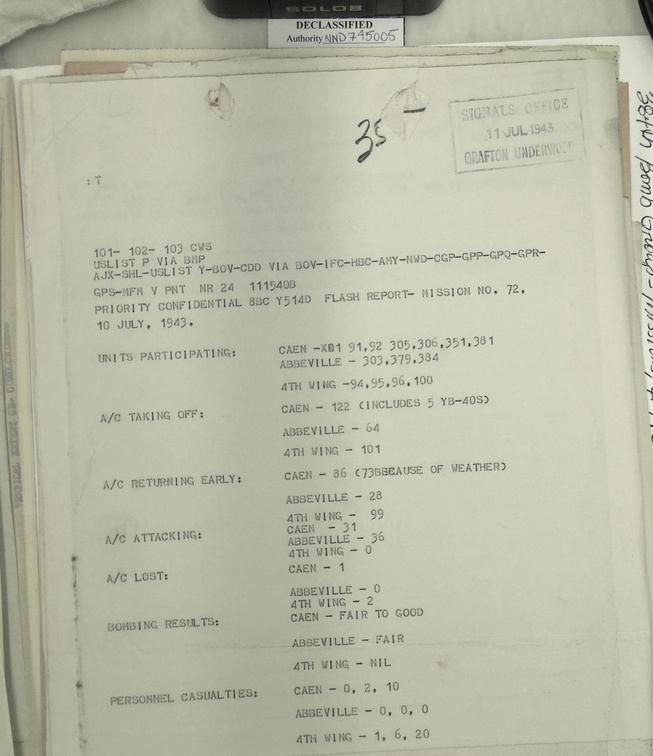 SOLOS
DECLASSIFIED
Authority NND745005
35
SIGNALS OFFICE
11 JUL 1943
GRAFTON UNDERWOOD
:T
101- 102- 103 CWS
USLIST P VIA BMP
AJX-SHL-USLIST Y-BOV-CDD VIA BOV-IFC-HBC-AMY-NWD-CGP-GPP-GPQ-GPR-
GPS-MFM V PNT NR 24 111540B
PRIORITY CONFIDENTIAL 8BC Y514D FLASH REPORT- MISSION NO. 72,
10 JULY, 1943.
UNITS PARTICIPATING: CAEN -X01 91,92 305,306,351,381
ABBEVILLE - 303,379,384
4TH WING -94,95,96,100
A/C TAKING OFF: CAEN - 122 (INCLUDES 5 YB-40S)
ABBEVILLE - 64
4TH WING - 101
A/C RETURNING EARLY: CAEN - 86 (73BBECAUSE OF WEATHER)
ABBEVILLE - 28
4TH WING - 99
A/C ATTACKING: CAEN - 31
ABBEVILLE - 36
4TH WING - 0
A/C LOST: CAEN - 1
ABBEVILLE - 0
4TH WING - 2
BOMBING RESULTS: CAEN - FAIR TO GOOD
ABBEVILLE - FAIR
4TH WING - NIL
PERSONNEL CASUALTIES: CAEN - 0, 2, 10
ABBEVILLE - 0, 0, 0
4TH WING - 1, 6, 20
384th Bomb Group